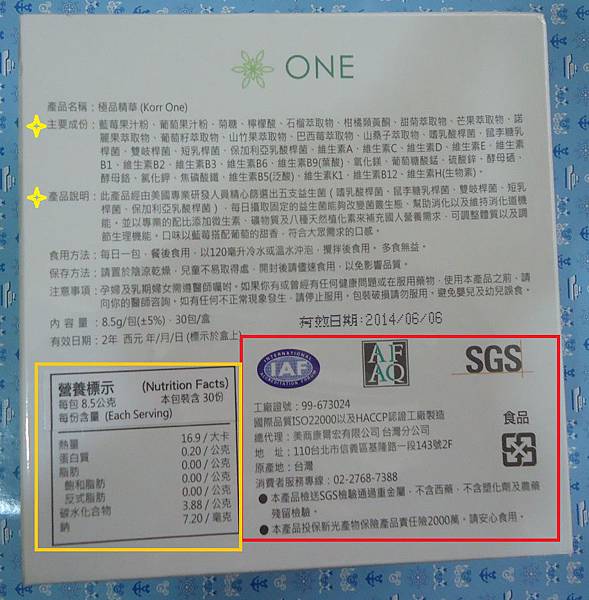 ONE
產品名稱：極品精華 (Korr One)
主要成份：藍莓果汁粉、葡萄果汁粉、菊糖、檸檬酸、石榴萃取物、柑橘類黃酮、甜菊萃取物、芒果萃取物、諾
麗果萃取物、葡萄籽萃取物、山竹果萃取物、巴西莓萃取物、山桑子萃取物、嗜乳酸桿菌、鼠李糖乳
桿菌、雙岐桿菌、短乳桿菌、保加利亞乳酸桿菌、維生素A、維生素C、維生素D、維生素E、維生素
B1、維生素B2、維生素B3、維生素B6、維生素B9(葉酸)、氧化鎂、葡萄糖酸錳、硫酸鋅、酵母硒、
酵母鉻、氯化鉀、焦磷酸鐵、維生素B5(泛酸)、維生素K1、維生素B12、維生素H(生物素)。
產品說明：此產品經由美國專業研發人員精心篩選出五支益生菌（嗜乳酸桿菌、鼠李糖乳桿菌、雙岐桿菌、短乳
桿菌、保加利亞乳酸桿菌），每日攝取固定的益生菌能夠改變菌叢生態、幫助消化以及維持消化道機
能。並以專業的配比添加微生素、礦物質及八種天然植化素來補充國人營養需求，可調整體質以及調
節生理機能。口味以藍莓搭配葡萄的甜香，符合大眾需求的口感。
食用方法：每日一包，餐後食用，以120毫升冷水或溫水沖泡，攪拌後食用。多食無益。
保存方法：請置於陰涼乾燥，兒童不易取得處，開封後請儘速食用，以免影響品質。
注意事項：孕婦及乳期婦女需遵醫師囑咐。如果你有或曾經有任何健康問題或在服用藥物，使用本產品之前，請
向你的醫師諮詢。如有任何不正常現象發生，請停止服用。包裝破損請勿服用。避免嬰兒及幼兒誤食。
內 容 量：8.5g/包(±5%)，30包/盒
有效日期:2014/06/06
有效日期：2年 西元 年/月/日 (標示於盒上)
營養標示 (Nutrition Facts)
每包 8.5公克 本包裝含 30份
每份含量 (Each Serving)
熱量 16.9 / 大卡
蛋白質 0.20 / 公克
脂肪 0.00 / 公克
飽和脂肪 0.00 / 公克
反式脂肪 0.00 / 公克
碳水化合物 3.88 / 公克
鈉 7.20 / 毫克
INTERNATIONAL
IAF
ACCREDITATION FORUM
AFAQ
SGS
工廠證號：99-673024
國際品質ISO22000以及HACCP認證工廠製造
總代理：美商康爾宏有限公司 台灣分公司
地 址：110台北市信義區基隆路一段143號2F
原產地：台灣
消費者服務專線：02-2768-7388
食品
●本產品檢送SGS檢驗通過重金屬，不含西藥，不含塑化劑及農藥
殘留檢驗。
●本產品投保新光產物保險產品責任險2000萬。請安心食用。